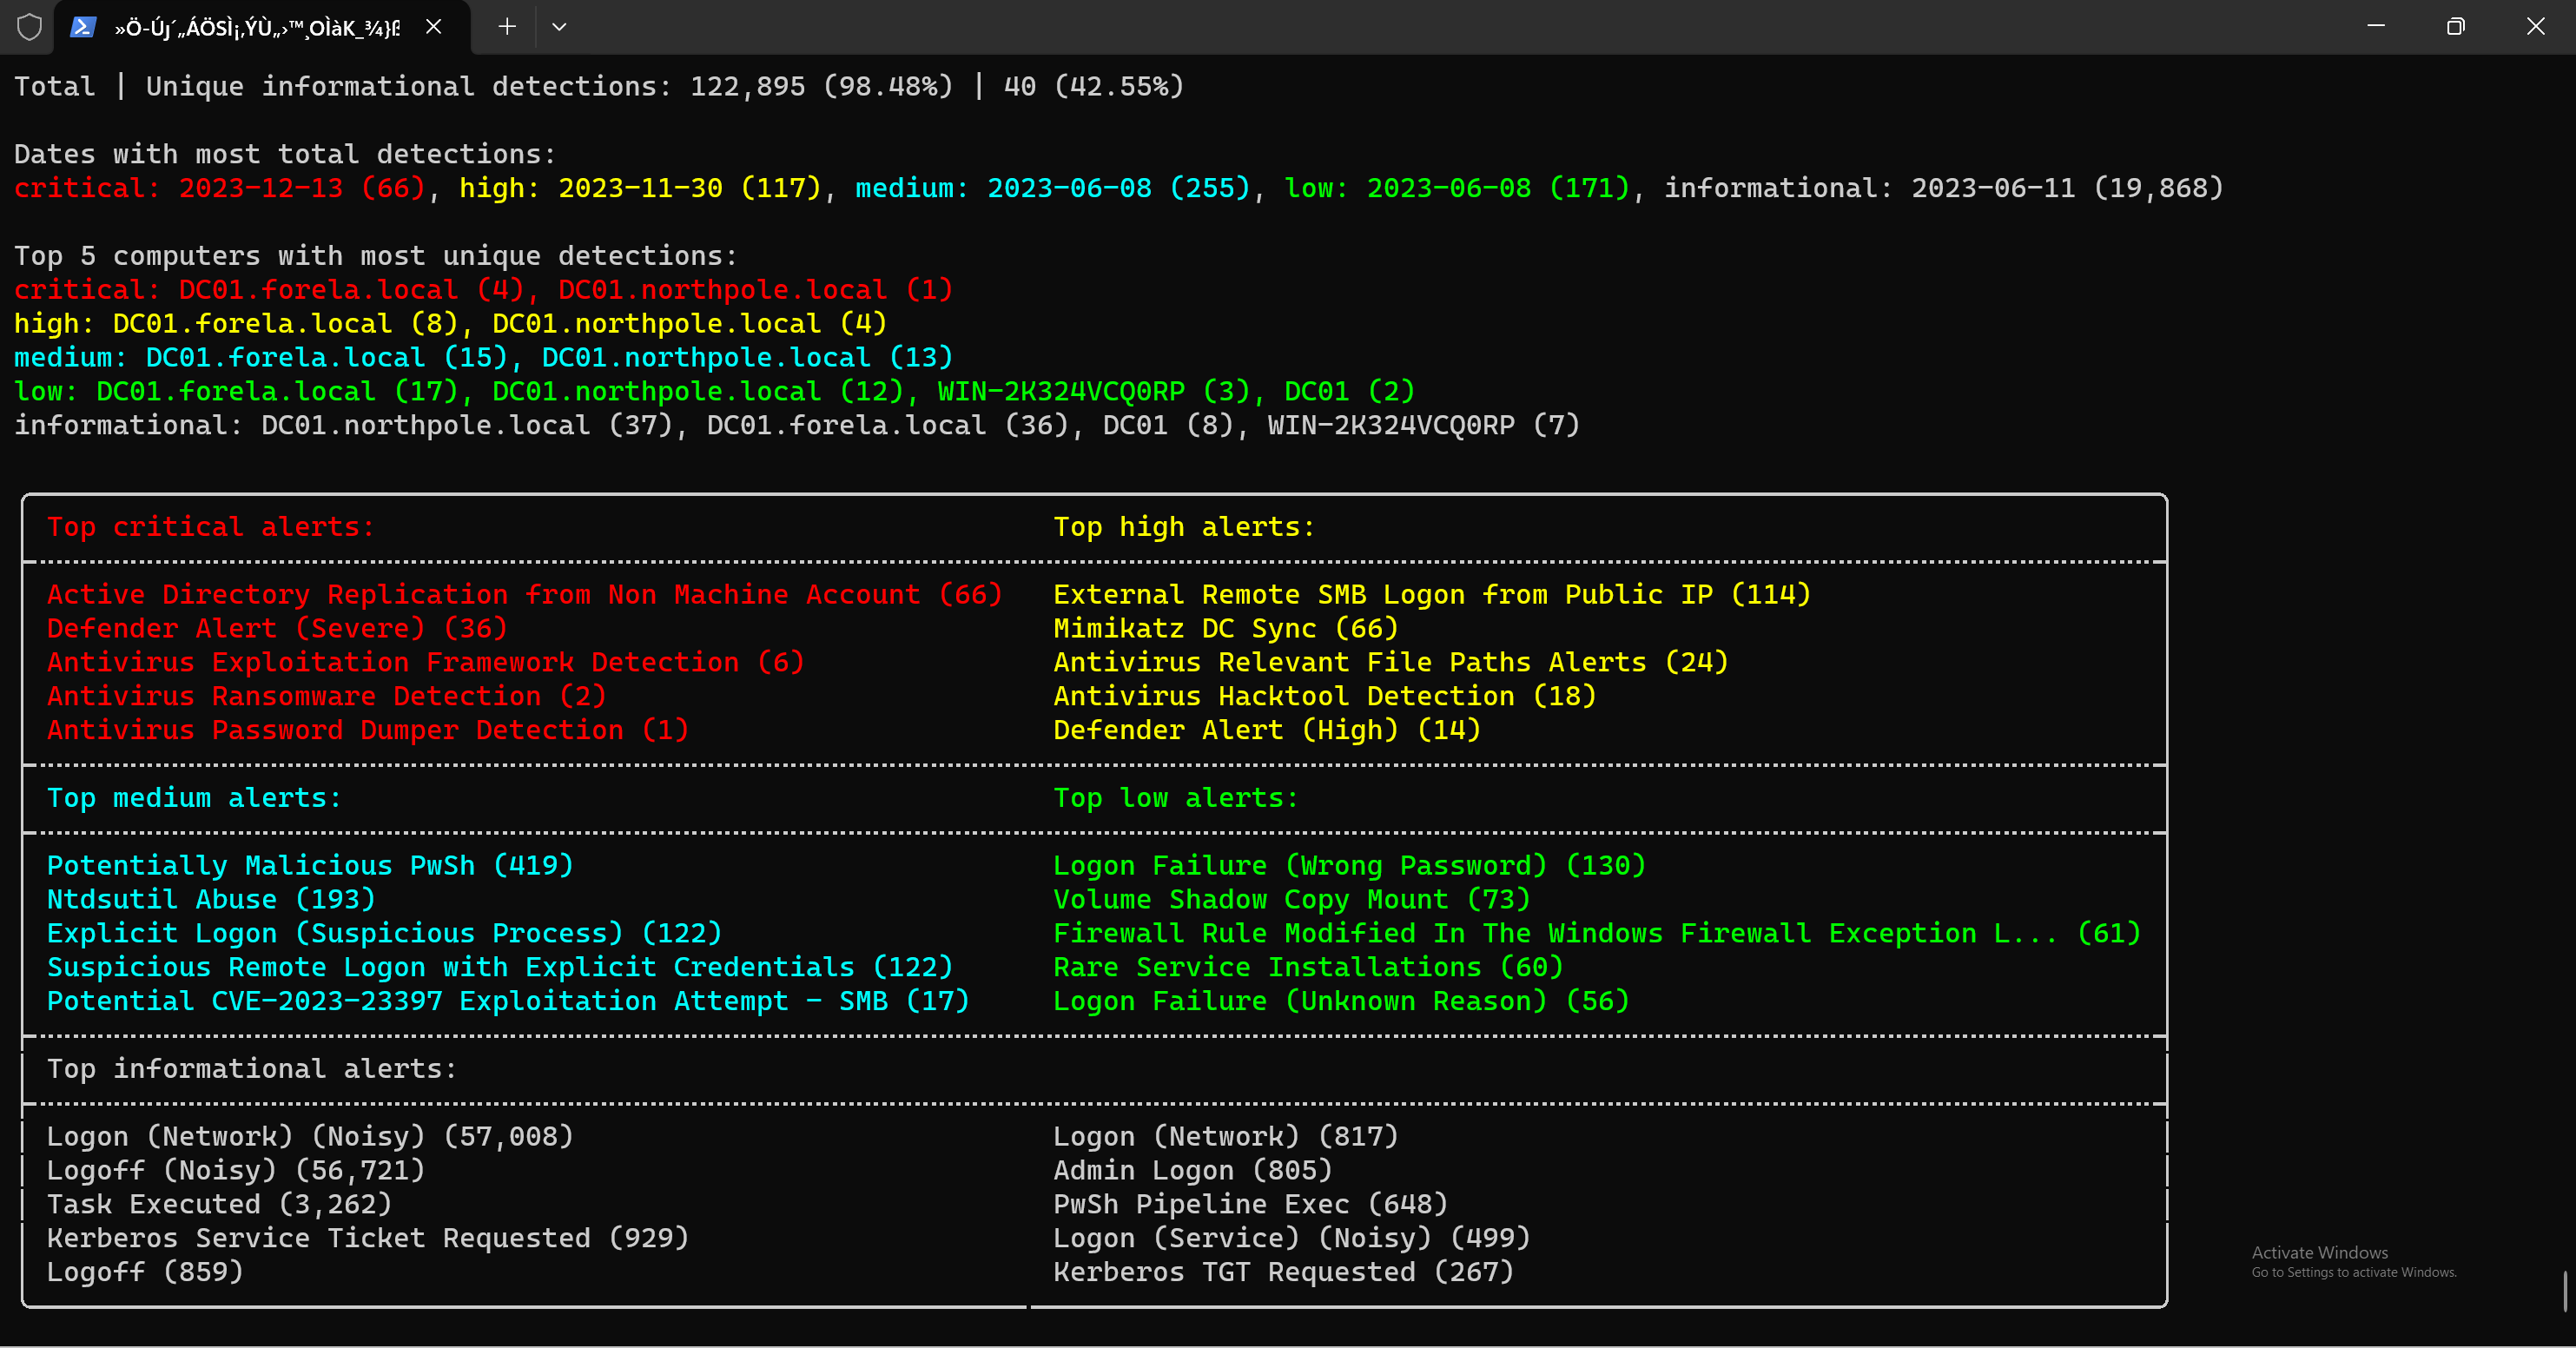 »Ö-Új´„ÁÖSÌ¡‚ÝÙ„›™¸OÌàK_¾}ß
Total | Unique informational detections: 122,895 (98.48%) | 40 (42.55%)
Dates with most total detections:
critical: 2023-12-13 (66), high: 2023-11-30 (117), medium: 2023-06-08 (255), low: 2023-06-08 (171), informational: 2023-06-11 (19,868)
Top 5 computers with most unique detections:
critical: DC01.forela.local (4), DC01.northpole.local (1)
high: DC01.forela.local (8), DC01.northpole.local (4)
medium: DC01.forela.local (15), DC01.northpole.local (13)
low: DC01.forela.local (17), DC01.northpole.local (12), WIN-2K324VCQ0RP (3), DC01 (2)
informational: DC01.northpole.local (37), DC01.forela.local (36), DC01 (8), WIN-2K324VCQ0RP (7)
Top critical alerts: Top high alerts:
Active Directory Replication from Non Machine Account (66) External Remote SMB Logon from Public IP (114)
Defender Alert (Severe) (36) Mimikatz DC Sync (66)
Antivirus Exploitation Framework Detection (6) Antivirus Relevant File Paths Alerts (24)
Antivirus Ransomware Detection (2) Antivirus Hacktool Detection (18)
Antivirus Password Dumper Detection (1) Defender Alert (High) (14)
Top medium alerts: Top low alerts:
Potentially Malicious PwSh (419) Logon Failure (Wrong Password) (130)
Ntdsutil Abuse (193) Volume Shadow Copy Mount (73)
Explicit Logon (Suspicious Process) (122) Firewall Rule Modified In The Windows Firewall Exception L... (61)
Suspicious Remote Logon with Explicit Credentials (122) Rare Service Installations (60)
Potential CVE-2023-23397 Exploitation Attempt - SMB (17) Logon Failure (Unknown Reason) (56)
Top informational alerts:
Logon (Network) (Noisy) (57,008) Logon (Network) (817)
Logoff (Noisy) (56,721) Admin Logon (805)
Task Executed (3,262) PwSh Pipeline Exec (648)
Kerberos Service Ticket Requested (929) Logon (Service) (Noisy) (499)
Logoff (859) Kerberos TGT Requested (267)
Activate Windows
Go to Settings to activate Windows.